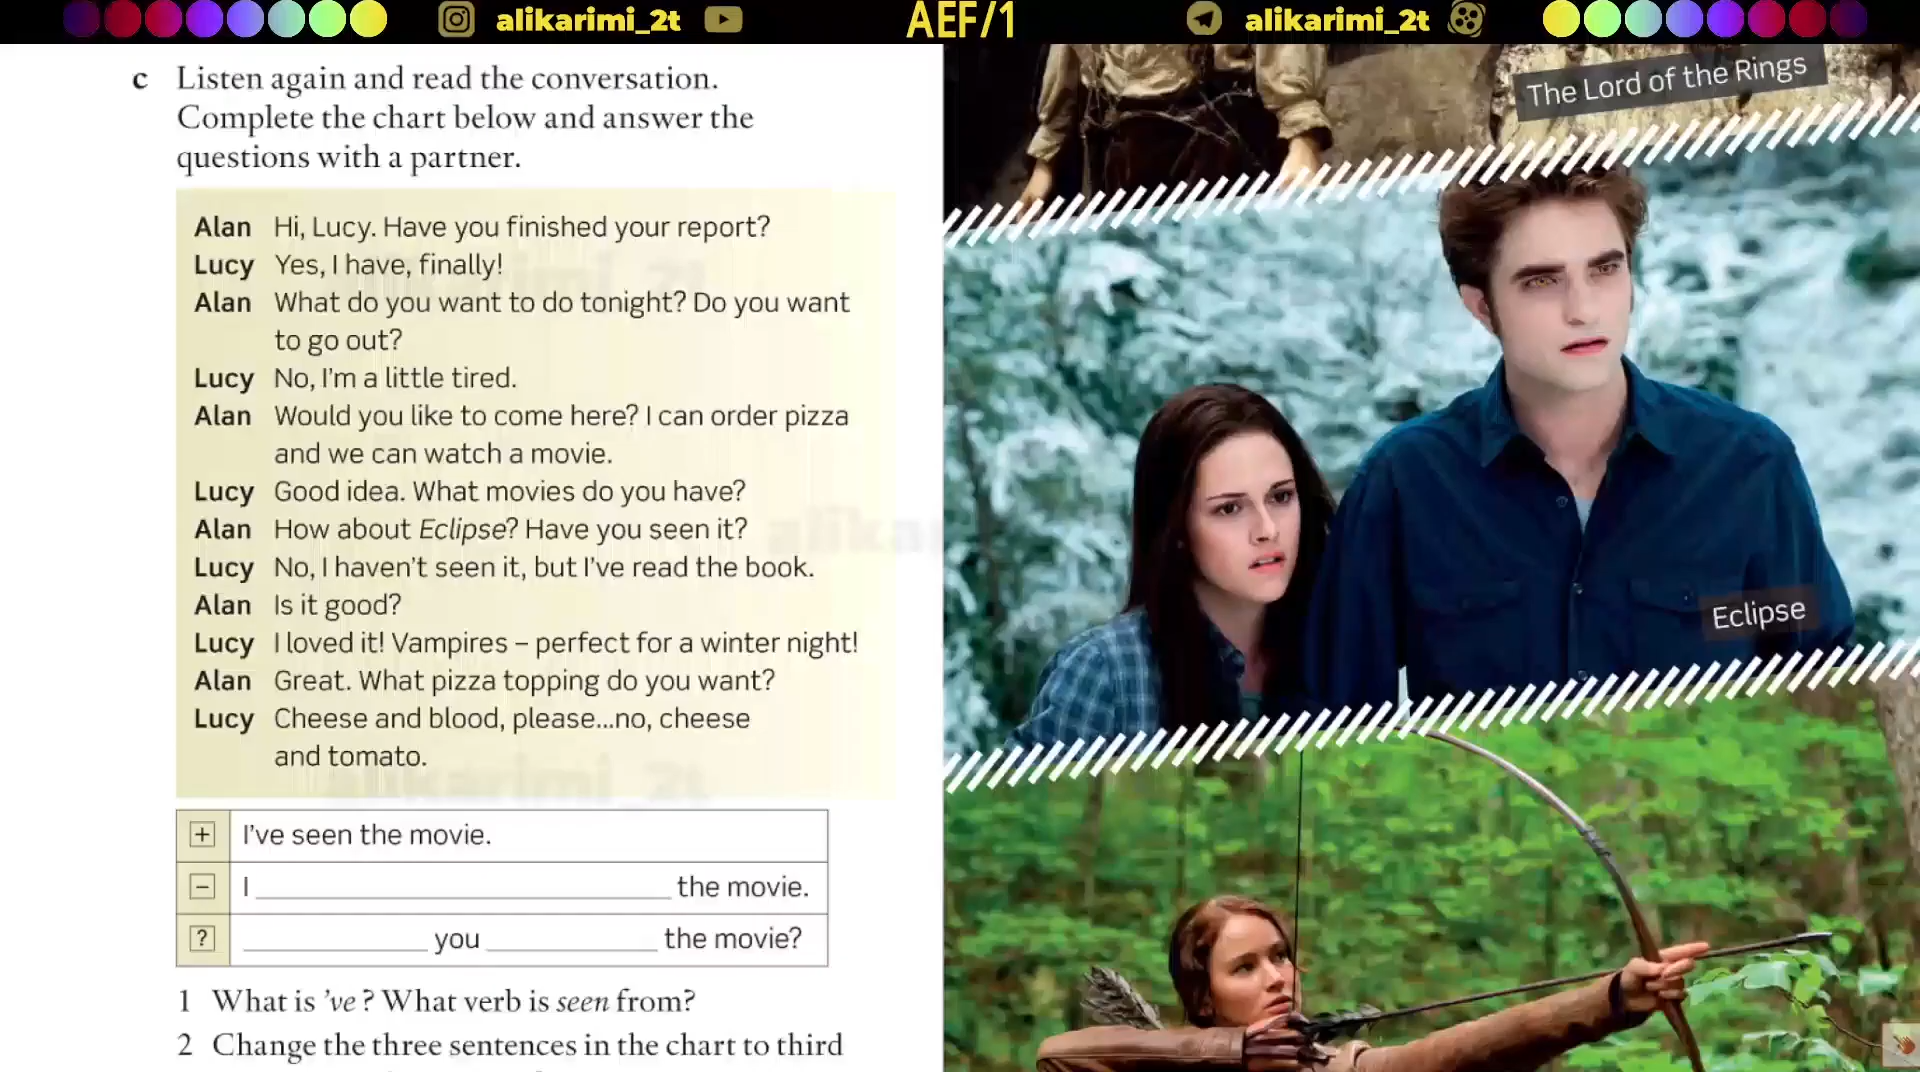 alikarimi_2t
AEF/1
alikarimi_2t
c Listen again and read the conversation.
Complete the chart below and answer the
questions with a partner.
Alan Hi, Lucy. Have you finished your report?
Lucy Yes, I have, finally!
Alan What do you want to do tonight? Do you want
to go out?
Lucy No, I'm a little tired.
Alan Would you like to come here? I can order pizza
and we can watch a movie.
Lucy Good idea. What movies do you have?
Alan How about Eclipse? Have you seen it?
Lucy No, I haven't seen it, but I've read the book.
Alan Is it good?
Lucy I loved it! Vampires – perfect for a winter night!
Alan Great. What pizza topping do you want?
Lucy Cheese and blood, please...no, cheese
and tomato.
+ I've seen the movie.
– I ______ the movie.
? ______ you ______ the movie?
1 What is 've? What verb is seen from?
2 Change the three sentences in the chart to third
The Lord of the Rings
Eclipse